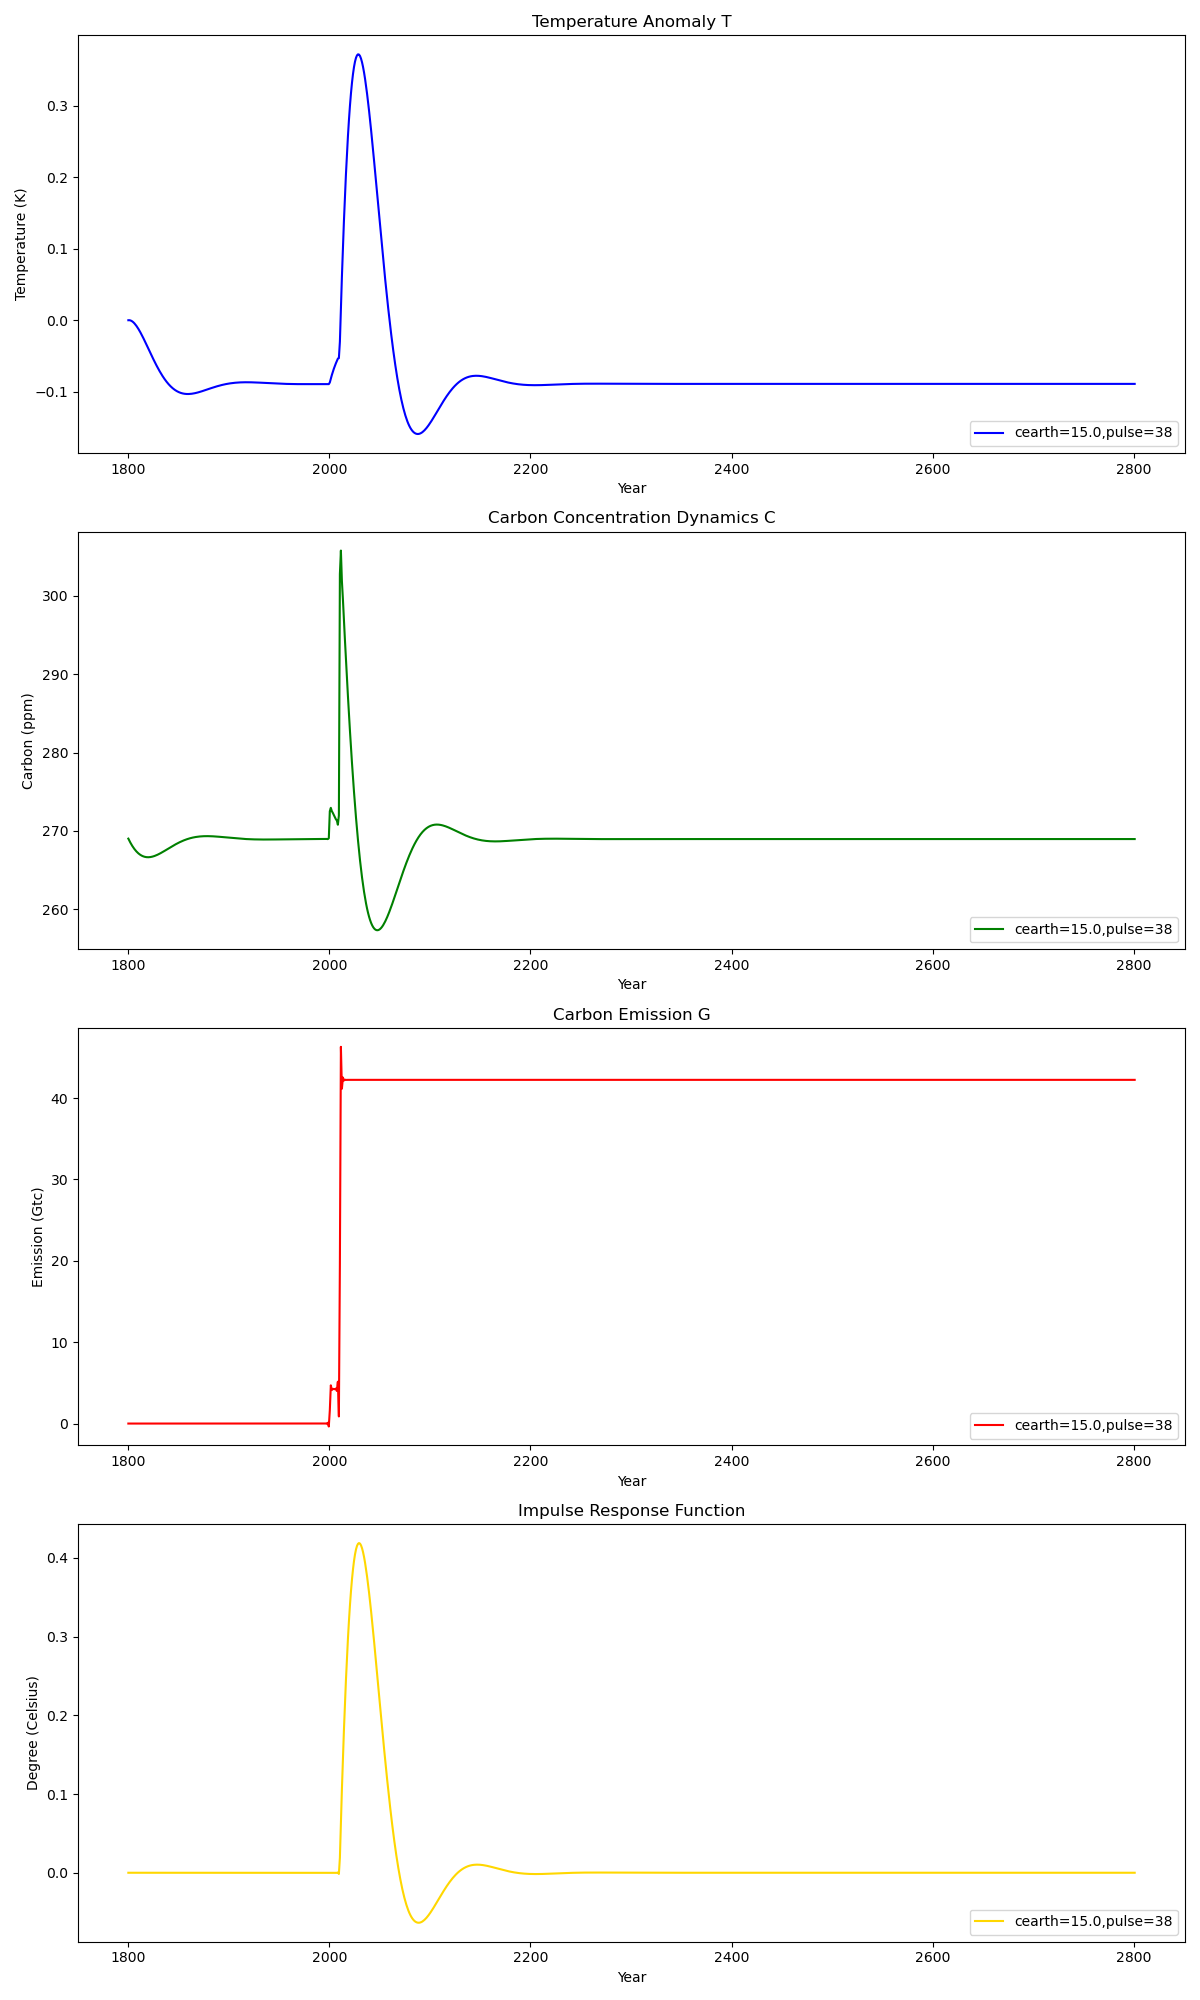 Temperature Anomaly T
Temperature (K)
0.3
0.2
0.1
0.0
−0.1
cearth=15.0,pulse=38
1800 2000 2200 2400 2600 2800
Year
Carbon Concentration Dynamics C
Carbon (ppm)
300
290
280
270
260
cearth=15.0,pulse=38
1800 2000 2200 2400 2600 2800
Year
Carbon Emission G
Emission (Gtc)
40
30
20
10
0
cearth=15.0,pulse=38
1800 2000 2200 2400 2600 2800
Year
Impulse Response Function
Degree (Celsius)
0.4
0.3
0.2
0.1
0.0
cearth=15.0,pulse=38
1800 2000 2200 2400 2600 2800
Year